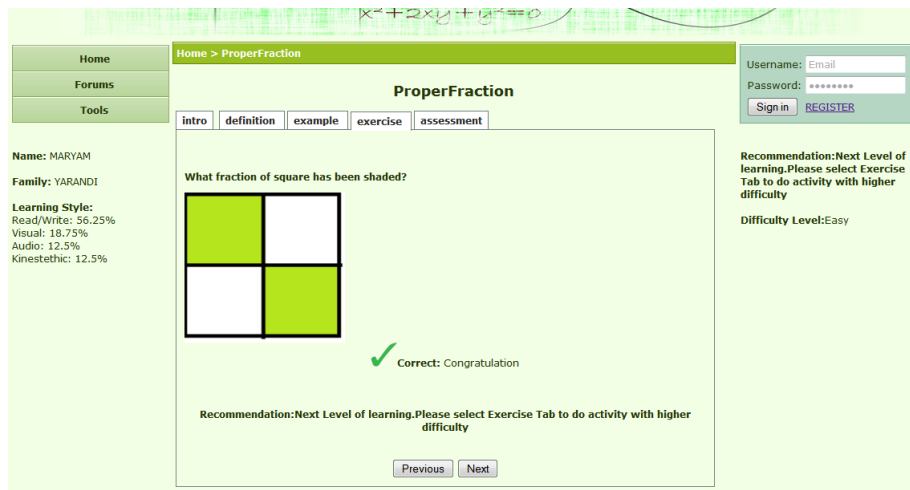 x²+2xy+y²=0
Home
Forums
Tools
Name: MARYAM
Family: YARANDI
Learning Style:
Read/Write: 56.25%
Visual: 18.75%
Audio: 12.5%
Kinestethic: 12.5%
Home > ProperFraction
ProperFraction
intro definition example exercise assessment
What fraction of square has been shaded?
Correct: Congratulation
Recommendation:Next Level of learning.Please select Exercise Tab to do activity with higher
difficulty
Previous Next
Username: Email
Password: ••••••••
Sign in REGISTER
Recommendation:Next Level of
learning.Please select Exercise
Tab to do activity with higher
difficulty
Difficulty Level:Easy